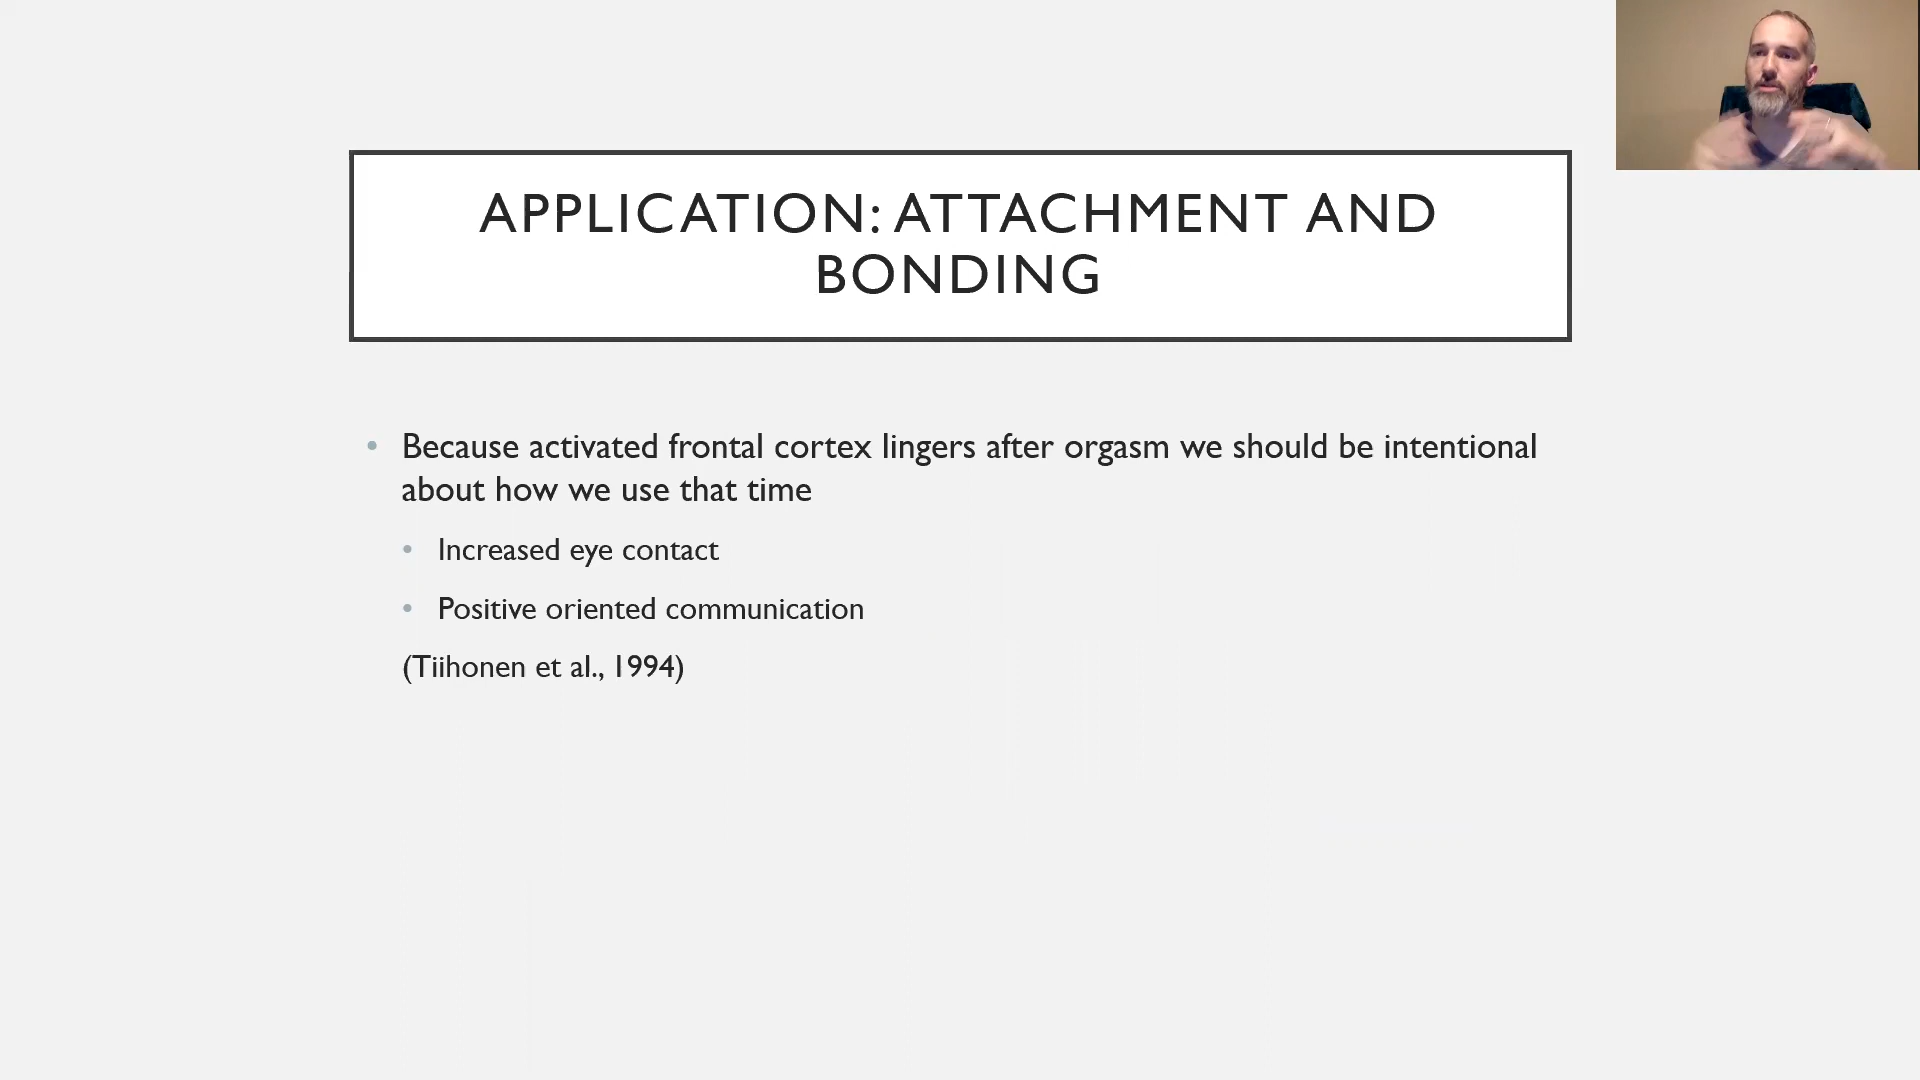 APPLICATION: ATTACHMENT AND
BONDING
• Because activated frontal cortex lingers after orgasm we should be intentional
about how we use that time
• Increased eye contact
• Positive oriented communication
(Tiihonen et al., 1994)